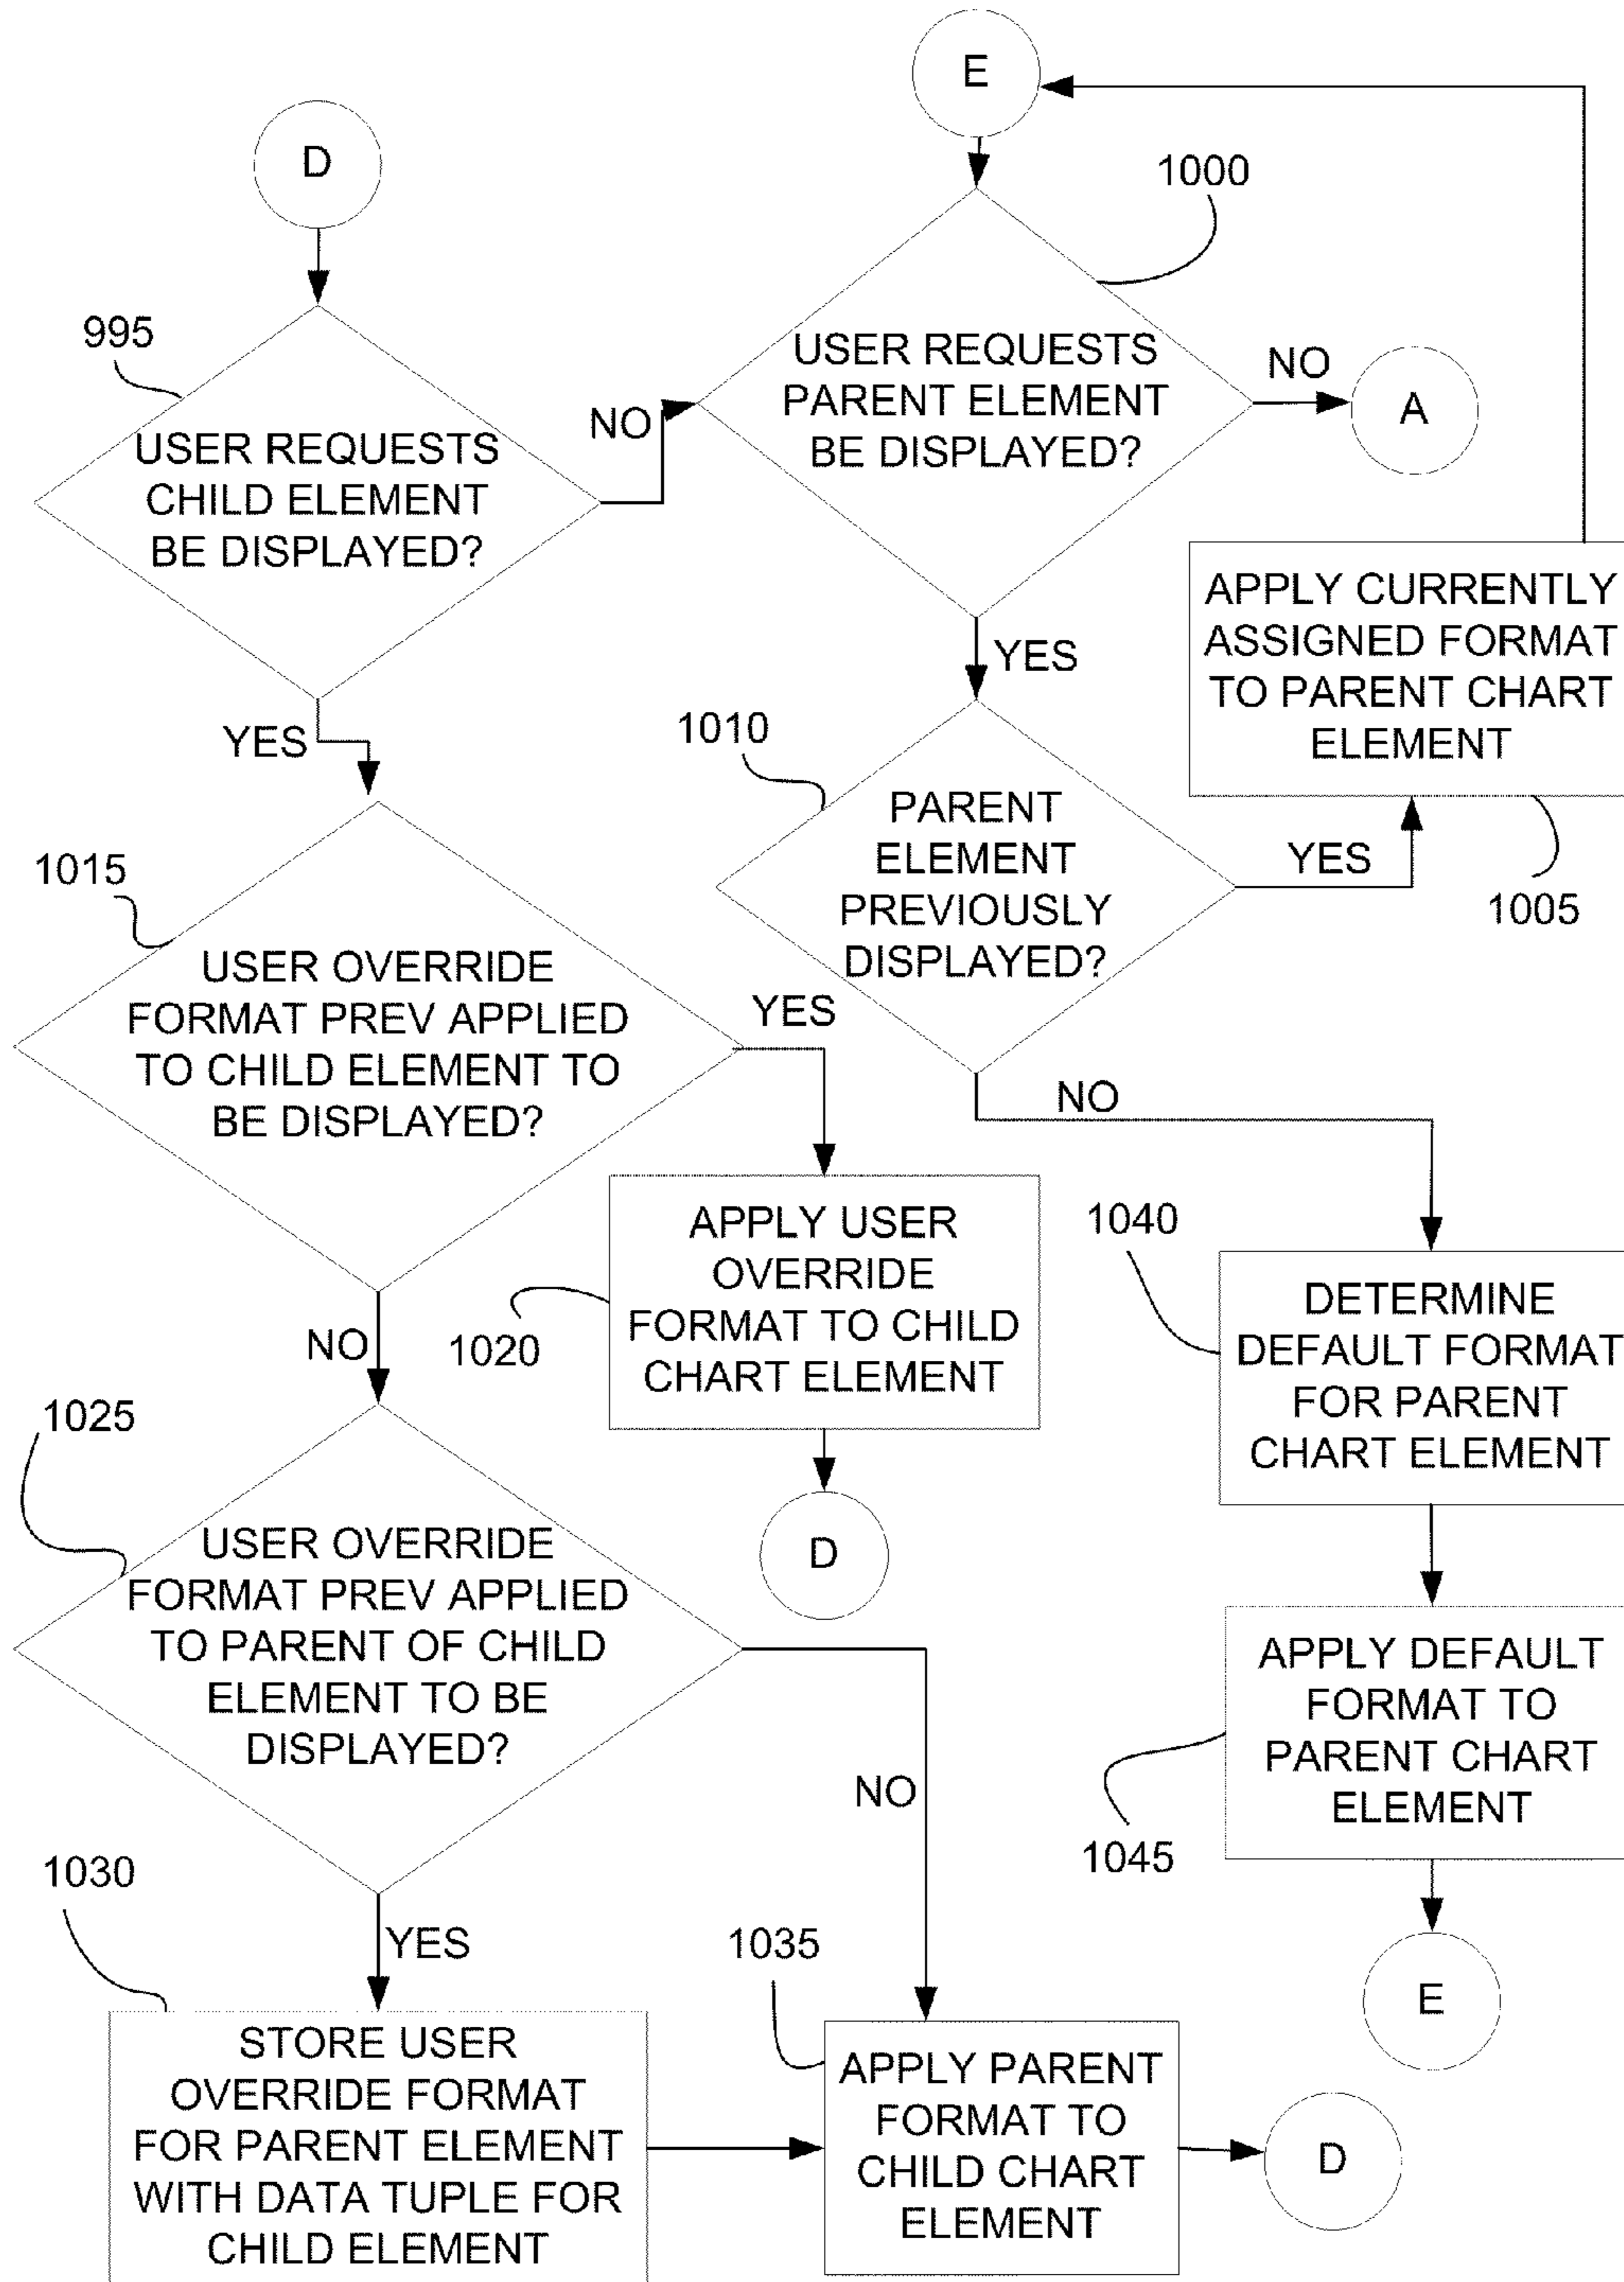 E
D
1000
995
USER REQUESTS
PARENT ELEMENT
BE DISPLAYED?
NO
A
NO
USER REQUESTS
CHILD ELEMENT
BE DISPLAYED?
APPLY CURRENTLY
ASSIGNED FORMAT
TO PARENT CHART
ELEMENT
YES
YES
1010
PARENT
ELEMENT
PREVIOUSLY
DISPLAYED?
YES
1005
1015
USER OVERRIDE
FORMAT PREV APPLIED
TO CHILD ELEMENT TO
BE DISPLAYED?
YES
NO
APPLY USER
OVERRIDE
FORMAT TO CHILD
CHART ELEMENT
1020
1040
DETERMINE
DEFAULT FORMAT
FOR PARENT
CHART ELEMENT
NO
1025
D
USER OVERRIDE
FORMAT PREV APPLIED
TO PARENT OF CHILD
ELEMENT TO BE
DISPLAYED?
APPLY DEFAULT
FORMAT TO
PARENT CHART
ELEMENT
NO
1045
1030
YES
1035
E
STORE USER
OVERRIDE FORMAT
FOR PARENT ELEMENT
WITH DATA TUPLE FOR
CHILD ELEMENT
APPLY PARENT
FORMAT TO
CHILD CHART
ELEMENT
D